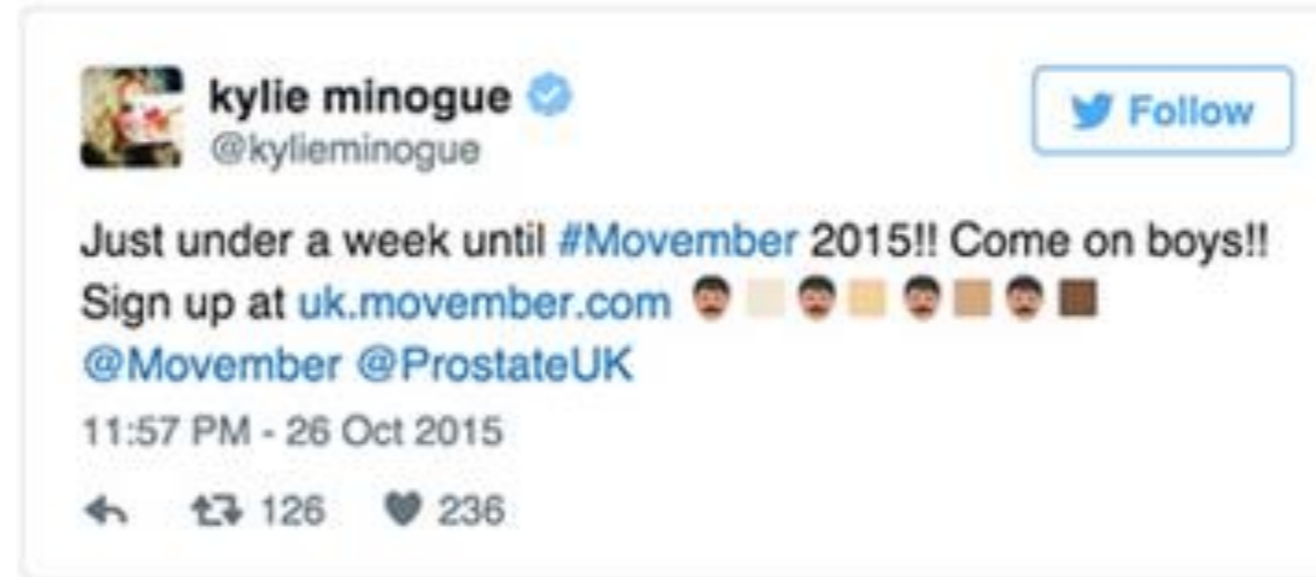 kylie minogue
@kylieminogue
Follow
Just under a week until #Movember 2015!! Come on boys!!
Sign up at uk.movember.com
@Movember @ProstateUK
11:57 PM - 26 Oct 2015
126 236